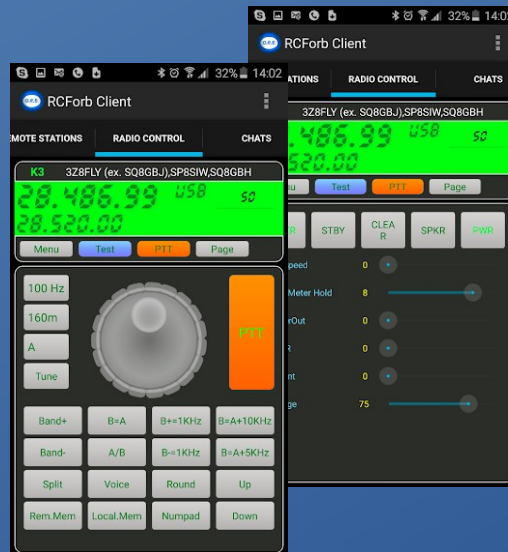 32% 14:02
RCForb Client
ATIONS RADIO CONTROL CHATS
3Z8FLY (ex. SQ8GBJ),SP8SIW,SQ8GBH
.486.99 USB S0
520.00
Test PTT Page
STBY CLEA R SPKR PWR
peed 0
Meter Hold 8
rOut 0
R 0
nt 0
ge 75
32% 14:02
O.R.S
RCForb Client
EMOTE STATIONS RADIO CONTROL CHATS
K3 3Z8FLY (ex. SQ8GBJ),SP8SIW,SQ8GBH
28.486.99 USB S0
28.520.00
Menu Test PTT Page
100 Hz
160m
A
Tune
PTT
Band+ B=A B+=1KHz B=A+10KHz
Band- A/B B-=1KHz B=A+5KHz
Split Voice Round Up
Rem.Mem Local.Mem Numpad Down